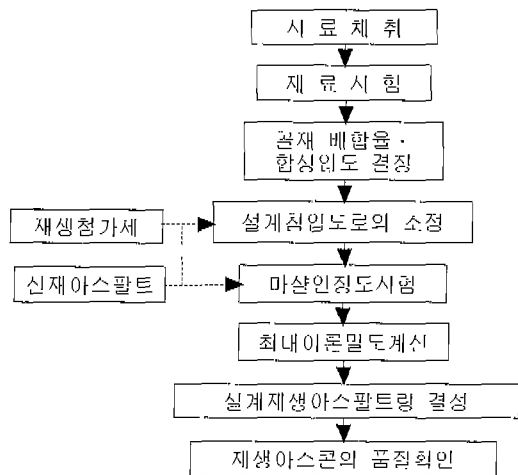 시 료 채 취
재 료 시 험
골재 배합율 ·
합성입도 결정
재생첨가제
설계침입도로의 조정
신재아스팔트
마샬안정도시험
최대이론밀도계산
설계재생아스팔트량 결정
재생아스콘의 품질확인